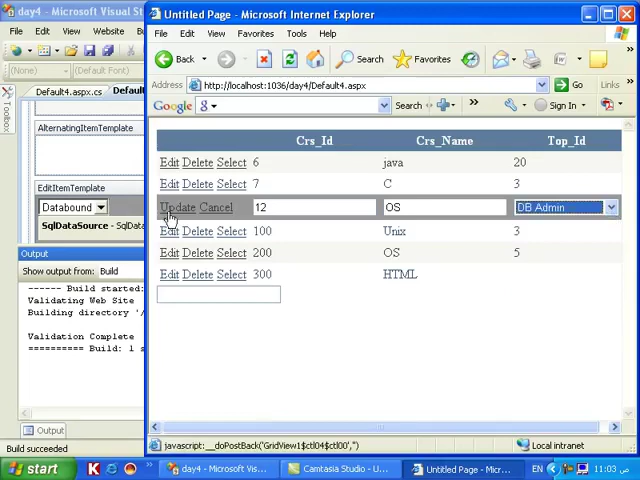 day4 - Microsoft Visual St
File Edit View Website
(None) (Default Font)
Toolbox
Default4.aspx.cs Defau
AlternatingItemTemplate
EditItemTemplate
Databound
SqlDataSource - SqlDa
Output
Show output from: Build
------ Build started:
Validating Web Site
Building directory '/
Validation Complete
========== Build: 1 s
Output
Build succeeded
Untitled Page - Microsoft Internet Explorer
File Edit View Favorites Tools Help
Back Search Favorites
Address http://localhost:1036/day4/Default4.aspx Go
Google g Search Sign In
Crs_Id Crs_Name Top_Id
Edit Delete Select 6 java 20
Edit Delete Select 7 C 3
Update Cancel 12 OS DB Admin
Edit Delete Select 100 Unix 3
Edit Delete Select 200 OS 5
Edit Delete Select 300 HTML
javascript:__doPostBack('GridView1$ctl04$ctl00','') Local intranet
start K day4 - Microsoft Vis... Camtasia Studio - U... Untitled Page - Mic... EN 11:03 ص